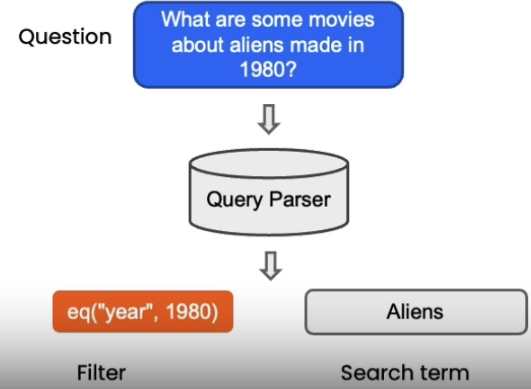 Question
What are some movies
about aliens made in
1980?
Query Parser
eq("year", 1980)
Aliens
Filter
Search term